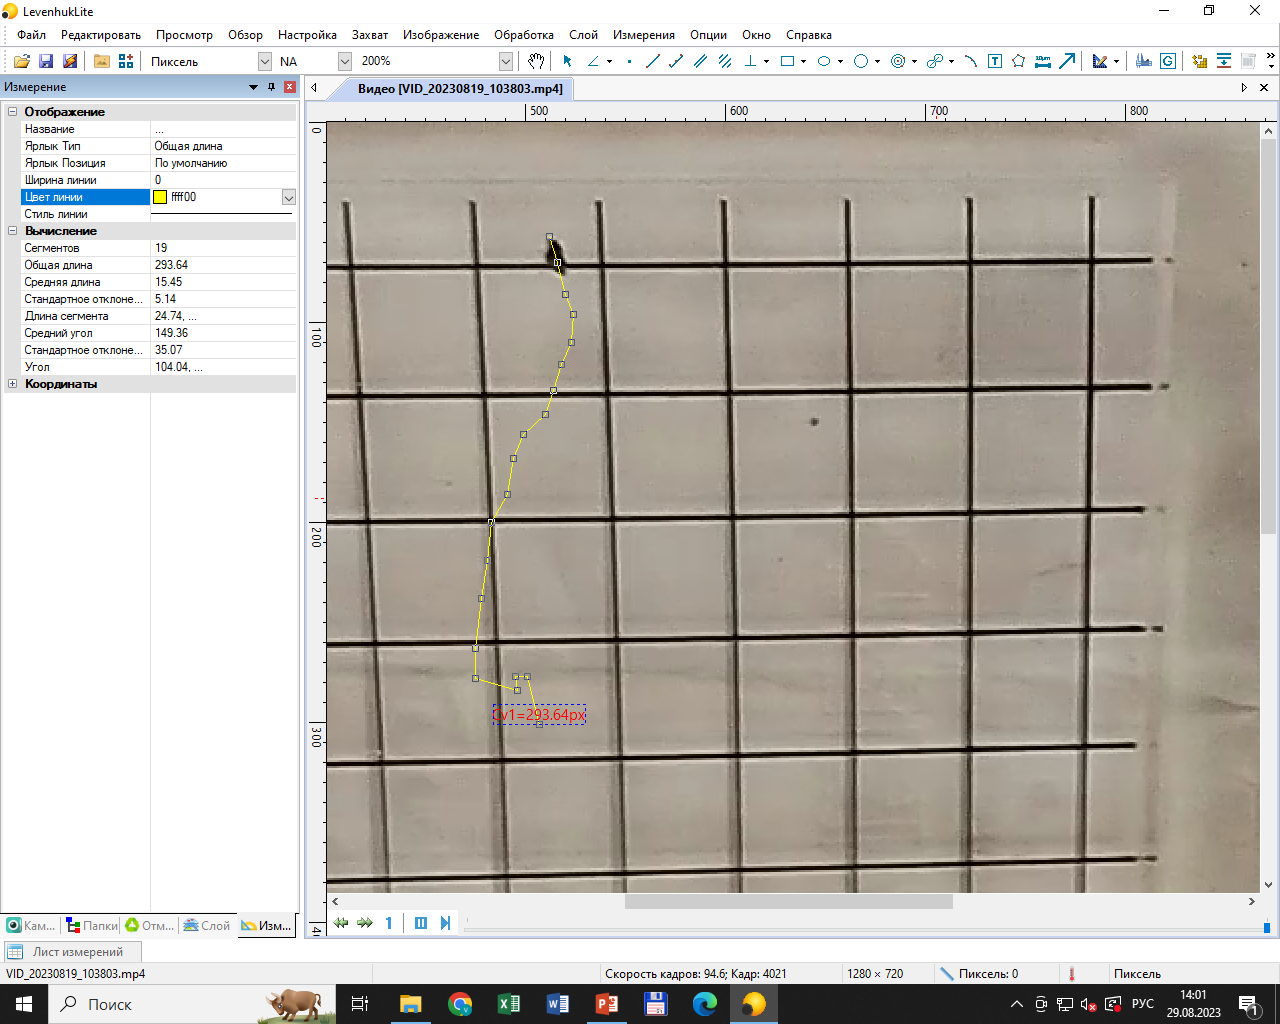 LevenhukLite
Файл Редактировать Просмотр Обзор Настройка Захват Изображение Обработка Слой Измерения Опции Окно Справка
Пиксель NA 200%
Измерение
Видео [VID_20230819_103803.mp4]
500 600 700 800
0
100
200
300
Отображение
Название ...
Ярлык Тип Общая длина
Ярлык Позиция По умолчанию
Ширина линии 0
Цвет линии ffff00
Стиль линии
Вычисление
Сегментов 19
Общая длина 293.64
Средняя длина 15.45
Стандартное отклоне... 5.14
Длина сегмента 24.74, ...
Средний угол 149.36
Стандартное отклоне... 35.07
Угол 104.04, ...
Координаты
Cv1=293.64px
Кам... Папки Отм... Слой Изм...
1
Лист измерений
VID_20230819_103803.mp4 Скорость кадров: 94.6; Кадр: 4021 1280 × 720 Пиксель: 0 Пиксель
Поиск
РУС
14:01
29.08.2023
1